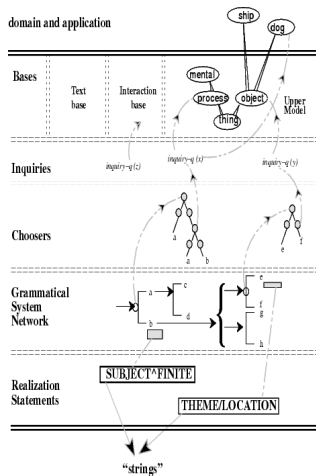 ship
dog
domain and application
Bases
mental
Text
base
Interaction
base
process
object
Upper
Model
thing
Inquiries
inquiry-q (z)
inquiry-q (x)
inquiry-q (y)
Choosers
a
a
b
e
f
Grammatical
System
Network
a
c
d
b
e
f
g
h
Realization
Statements
SUBJECT^FINITE
THEME/LOCATION
“strings”